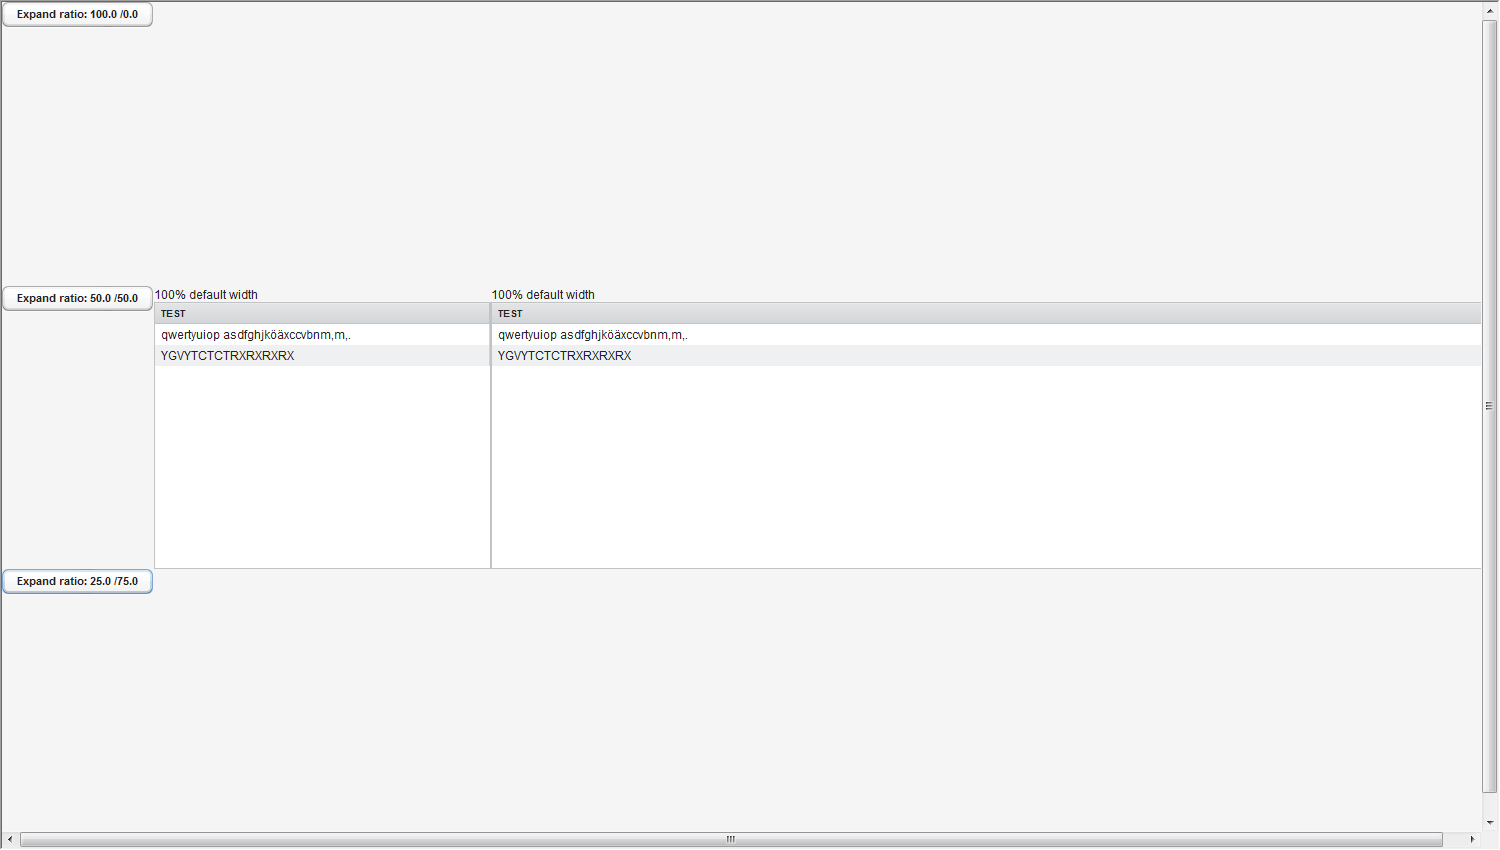 Expand ratio: 100.0 /0.0
Expand ratio: 50.0 /50.0
100% default width
100% default width
TEST
TEST
qwertyuiop asdfghjköäxccvbnm,m,.
qwertyuiop asdfghjköäxccvbnm,m,.
YGVYTCTCTRXRXRXRX
YGVYTCTCTRXRXRXRX
Expand ratio: 25.0 /75.0